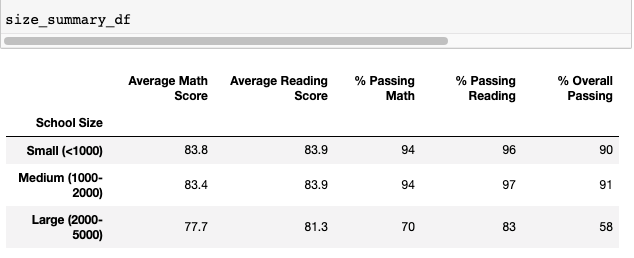 size_summary_df
Average Math Score Average Reading Score % Passing Math % Passing Reading % Overall Passing
School Size
Small (<1000) 83.8 83.9 94 96 90
Medium (1000-2000) 83.4 83.9 94 97 91
Large (2000-5000) 77.7 81.3 70 83 58